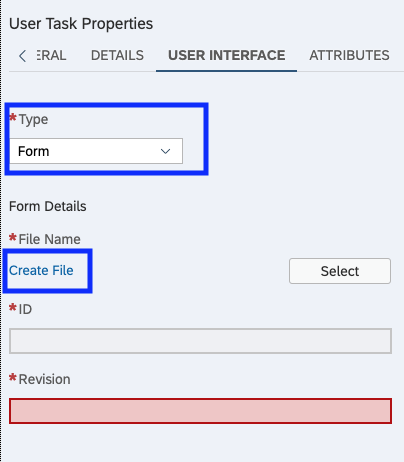 User Task Properties
ERAL DETAILS USER INTERFACE ATTRIBUTES
*Type
Form
Form Details
*File Name
Create File Select
*ID
*Revision